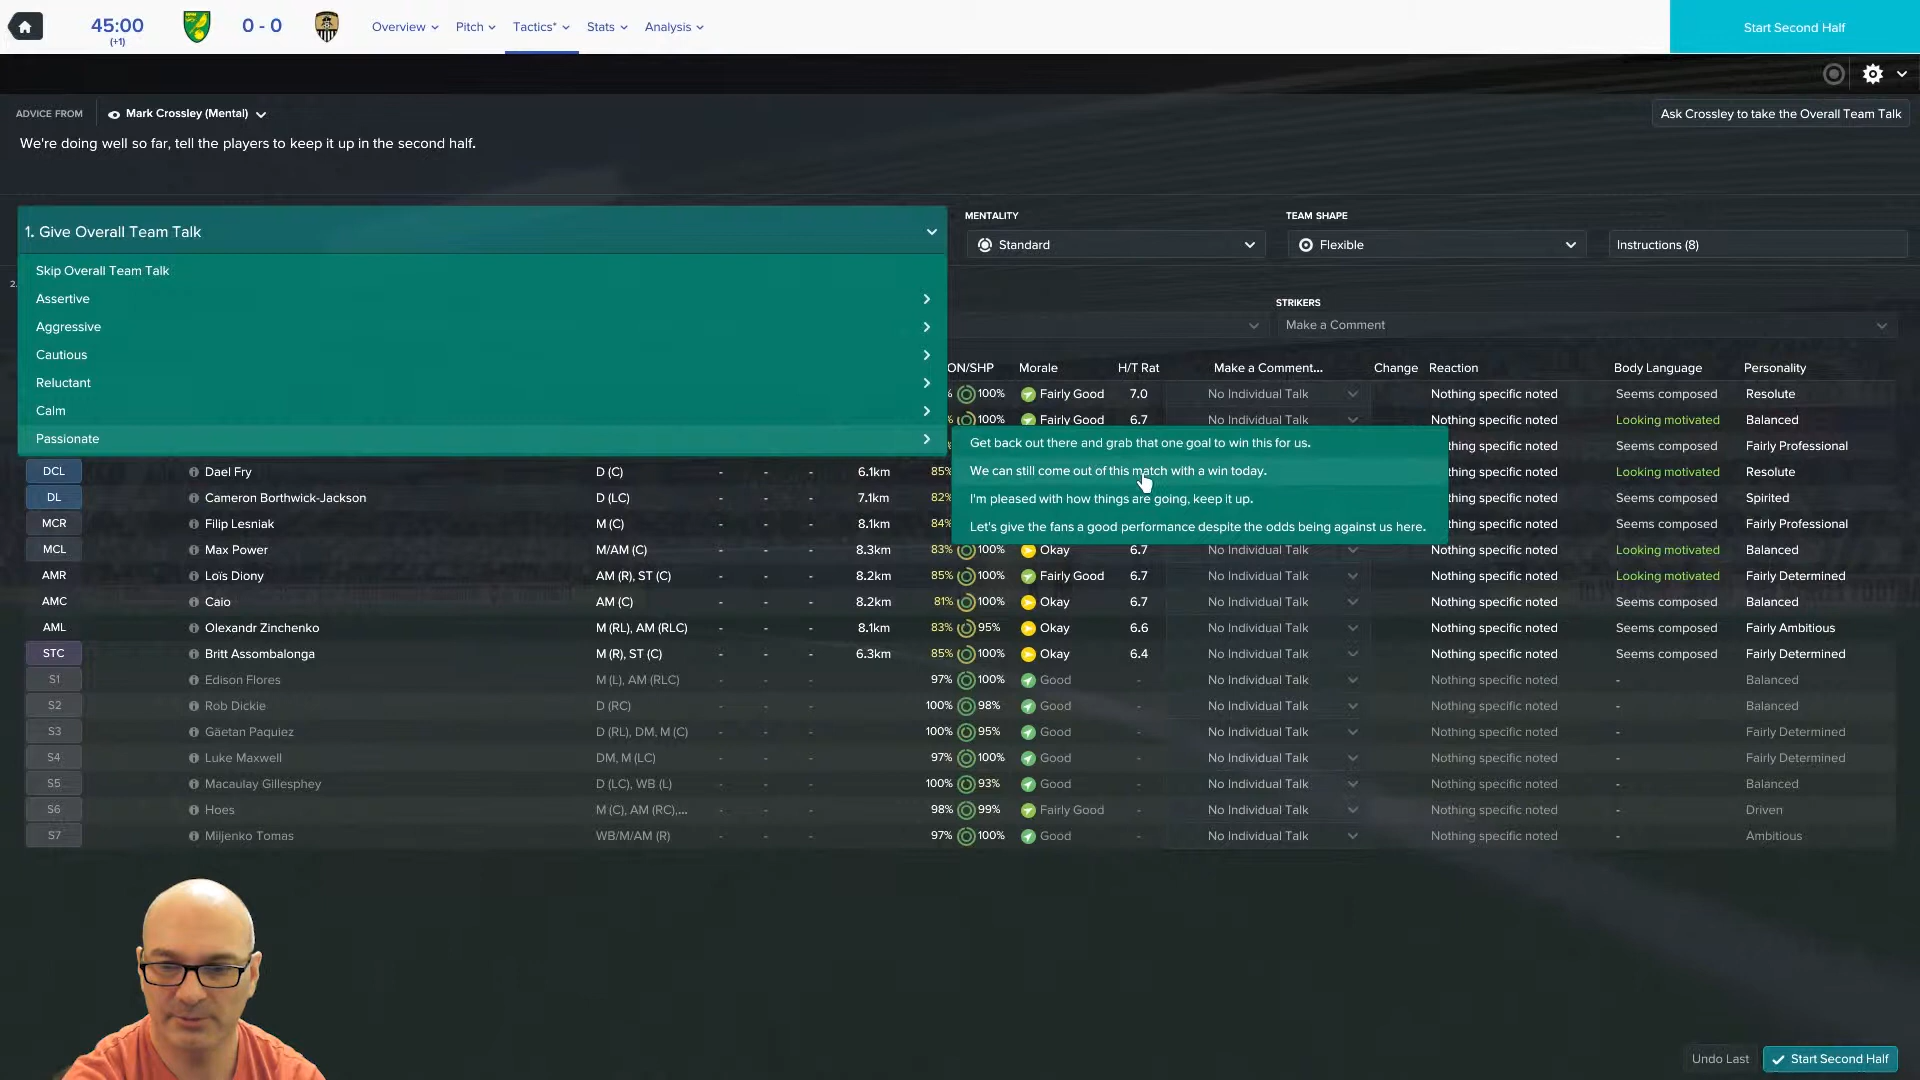 45:00
(+1)
0 - 0
Overview
Pitch
Tactics*
Stats
Analysis
Start Second Half
ADVICE FROM
Mark Crossley (Mental)
Ask Crossley to take the Overall Team Talk
We're doing well so far, tell the players to keep it up in the second half.
1. Give Overall Team Talk
MENTALITY
Standard
TEAM SHAPE
Flexible
Instructions (8)
Skip Overall Team Talk
2.
Assertive
Aggressive
Cautious
Reluctant
Calm
Passionate
STRIKERS
Make a Comment
ON/SHP Morale H/T Rat Make a Comment... Change Reaction Body Language Personality
% 100% Fairly Good 7.0 No Individual Talk Nothing specific noted Seems composed Resolute
100% Fairly Good 6.7 No Individual Talk Nothing specific noted Looking motivated Balanced
Get back out there and grab that one goal to win this for us.
We can still come out of this match with a win today.
I'm pleased with how things are going, keep it up.
Let's give the fans a good performance despite the odds being against us here.
thing specific noted Seems composed Fairly Professional
DCL Dael Fry D (C) - - - 6.1km 85% thing specific noted Looking motivated Resolute
DL Cameron Borthwick-Jackson D (LC) - - - 7.1km 82% thing specific noted Seems composed Spirited
MCR Filip Lesniak M (C) - - - 8.1km 84% thing specific noted Seems composed Fairly Professional
MCL Max Power M/AM (C) - - - 8.3km 83% 100% Okay 6.7 No Individual Talk Nothing specific noted Looking motivated Balanced
AMR Loïs Diony AM (R), ST (C) - - - 8.2km 85% 100% Fairly Good 6.7 No Individual Talk Nothing specific noted Looking motivated Fairly Determined
AMC Caio AM (C) - - - 8.2km 81% 100% Okay 6.7 No Individual Talk Nothing specific noted Seems composed Balanced
AML Olexandr Zinchenko M (RL), AM (RLC) - - - 8.1km 83% 95% Okay 6.6 No Individual Talk Nothing specific noted Seems composed Fairly Ambitious
STC Britt Assombalonga M (R), ST (C) - - - 6.3km 85% 100% Okay 6.4 No Individual Talk Nothing specific noted Seems composed Fairly Determined
S1 Edison Flores M (L), AM (RLC) - - - 97% 100% Good - No Individual Talk Nothing specific noted - Balanced
S2 Rob Dickie D (RC) - - - 100% 98% Good - No Individual Talk Nothing specific noted - Balanced
S3 Gäetan Paquiez D (RL), DM, M (C) - - - 100% 95% Good - No Individual Talk Nothing specific noted - Fairly Determined
S4 Luke Maxwell DM, M (LC) - - - 97% 100% Good - No Individual Talk Nothing specific noted - Fairly Determined
S5 Macaulay Gillesphey D (LC), WB (L) - - - 100% 93% Good - No Individual Talk Nothing specific noted - Balanced
S6 Hoes M (C), AM (RC),... - - - 98% 99% Fairly Good - No Individual Talk Nothing specific noted - Driven
S7 Miljenko Tomas WB/M/AM (R) - - - 97% 100% Good - No Individual Talk Nothing specific noted - Ambitious
Undo Last
Start Second Half